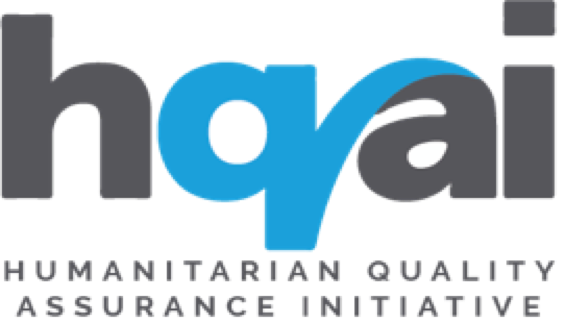 hqai
HUMANITARIAN QUALITY
ASSURANCE INITIATIVE